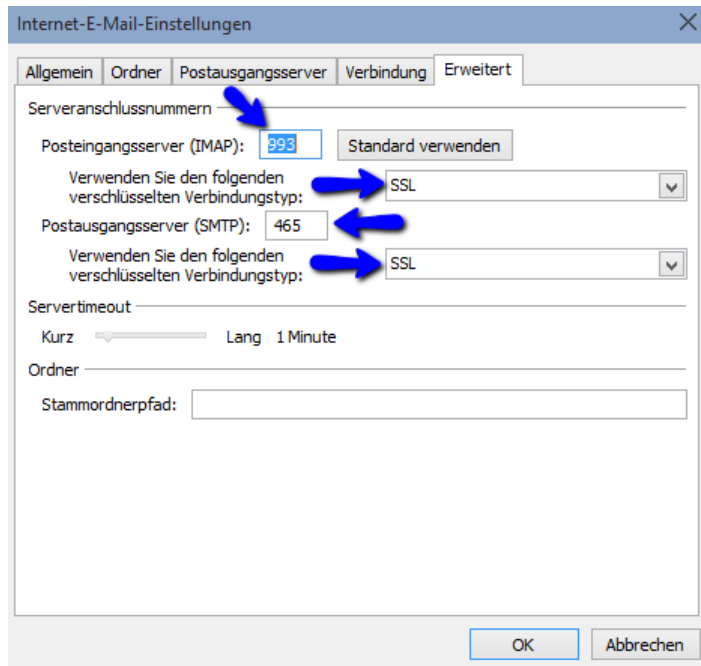 Internet-E-Mail-Einstellungen
Allgemein Ordner Postausgangsserver Verbindung Erweitert
Serveranschlussnummern
Posteingangsserver (IMAP): 993 Standard verwenden
Verwenden Sie den folgenden
verschlüsselten Verbindungstyp: SSL
Postausgangsserver (SMTP): 465
Verwenden Sie den folgenden
verschlüsselten Verbindungstyp: SSL
Servertimeout
Kurz Lang 1 Minute
Ordner
Stammordnerpfad:
OK Abbrechen